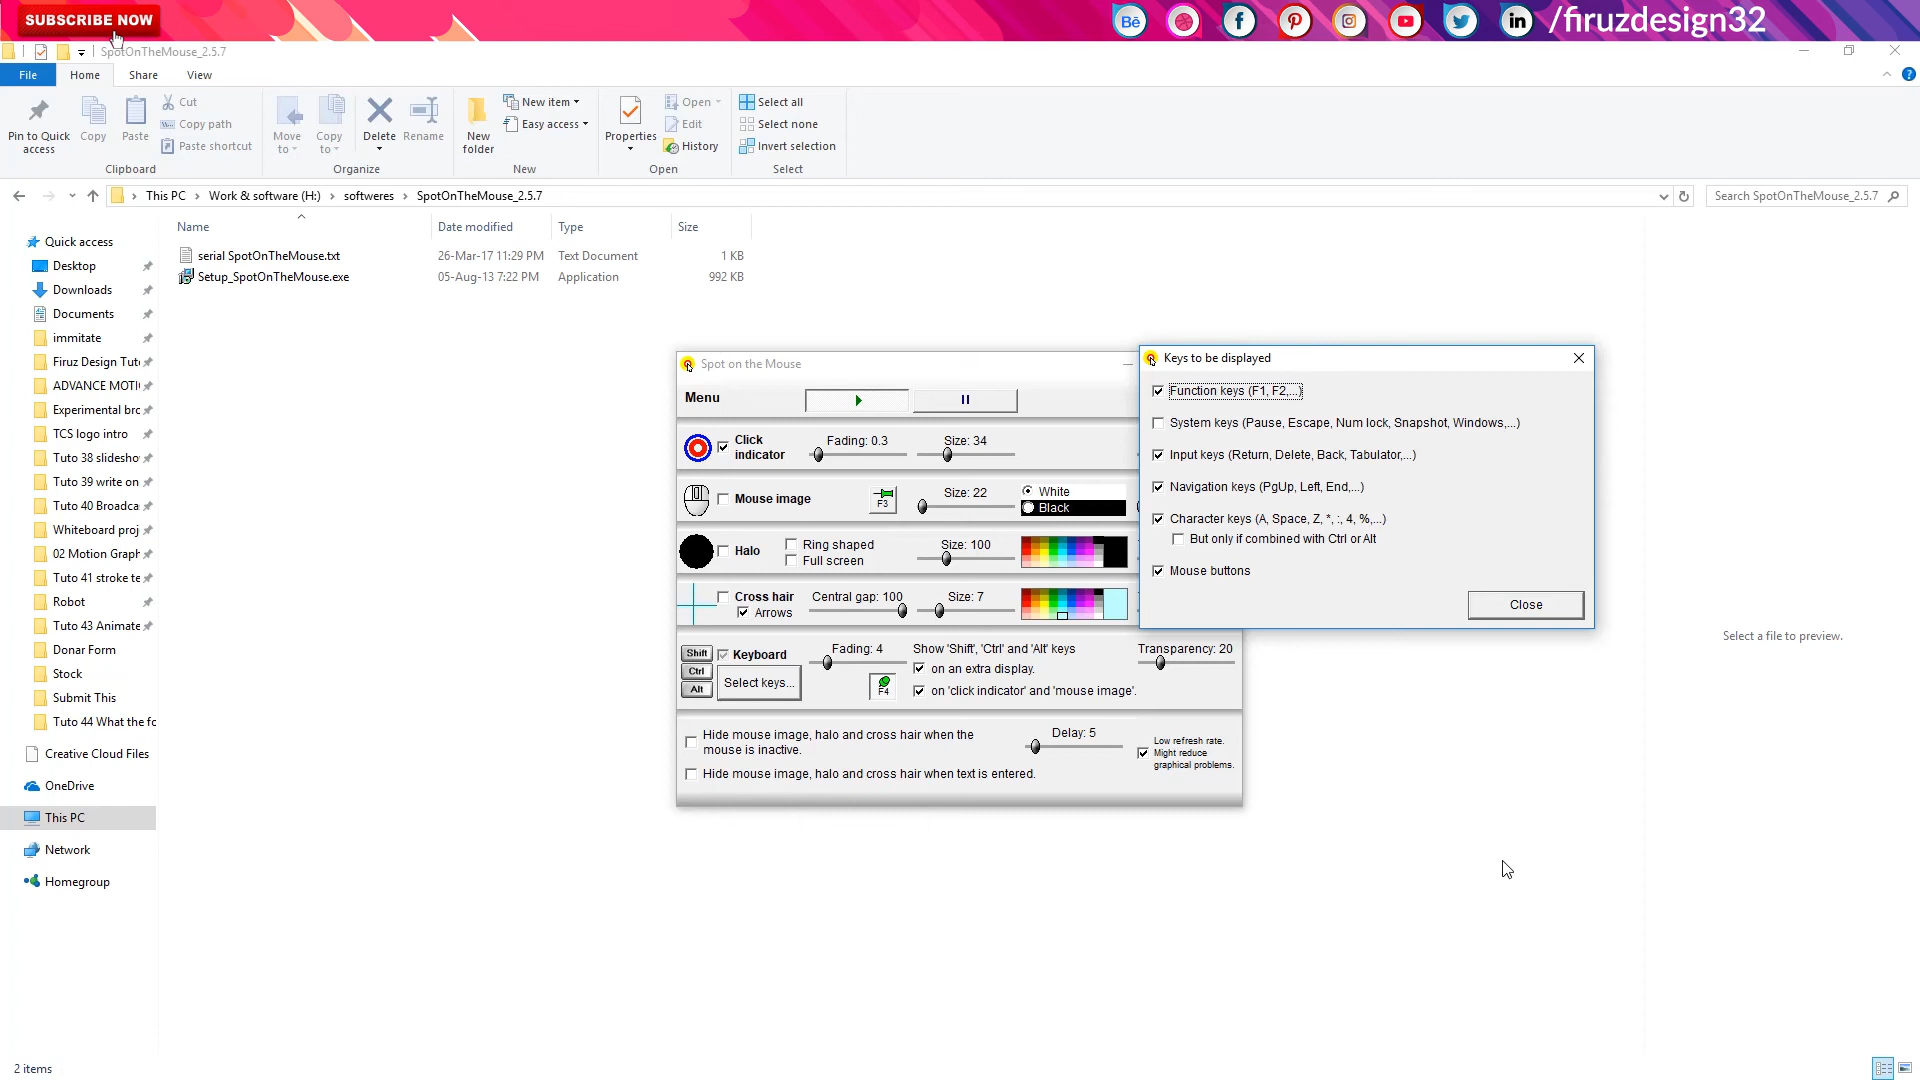 SUBSCRIBE NOW
Bē
/firuzdesign32
SpotOnTheMouse_2.5.7
File
Home
Share
View
Pin to Quick access
Copy
Paste
Cut
Copy path
Paste shortcut
Clipboard
Move to
Copy to
Delete
Rename
Organize
New folder
New item
Easy access
New
Properties
Open
Edit
History
Open
Select all
Select none
Invert selection
Select
This PC
Work & software (H:)
softweres
SpotOnTheMouse_2.5.7
Search SpotOnTheMouse_2.5.7
Name
Date modified
Type
Size
serial SpotOnTheMouse.txt
26-Mar-17 11:29 PM
Text Document
1 KB
Setup_SpotOnTheMouse.exe
05-Aug-13 7:22 PM
Application
992 KB
Quick access
Desktop
Downloads
Documents
immitate
Firuz Design Tut
ADVANCE MOTI
Experimental brc
TCS logo intro
Tuto 38 slidesho
Tuto 39 write on
Tuto 40 Broadca
Whiteboard proj
02 Motion Graph
Tuto 41 stroke te
Robot
Tuto 43 Animate
Donar Form
Stock
Submit This
Tuto 44 What the fc
Creative Cloud Files
OneDrive
This PC
Network
Homegroup
Spot on the Mouse
Menu
Click indicator
Fading: 0.3
Size: 34
Mouse image
F3
Size: 22
White
Black
Halo
Ring shaped
Full screen
Size: 100
Cross hair
Arrows
Central gap: 100
Size: 7
Shift
Ctrl
Alt
Keyboard
Select keys...
Fading: 4
F4
Show 'Shift', 'Ctrl' and 'Alt' keys
on an extra display.
on 'click indicator' and 'mouse image'.
Transparency: 20
Hide mouse image, halo and cross hair when the
mouse is inactive.
Delay: 5
Low refresh rate.
Might reduce
graphical problems.
Hide mouse image, halo and cross hair when text is entered.
Keys to be displayed
Function keys (F1, F2,...)
System keys (Pause, Escape, Num lock, Snapshot, Windows,...)
Input keys (Return, Delete, Back, Tabulator,...)
Navigation keys (PgUp, Left, End,...)
Character keys (A, Space, Z, *, :, 4, %,...)
But only if combined with Ctrl or Alt
Mouse buttons
Close
Select a file to preview.
2 items